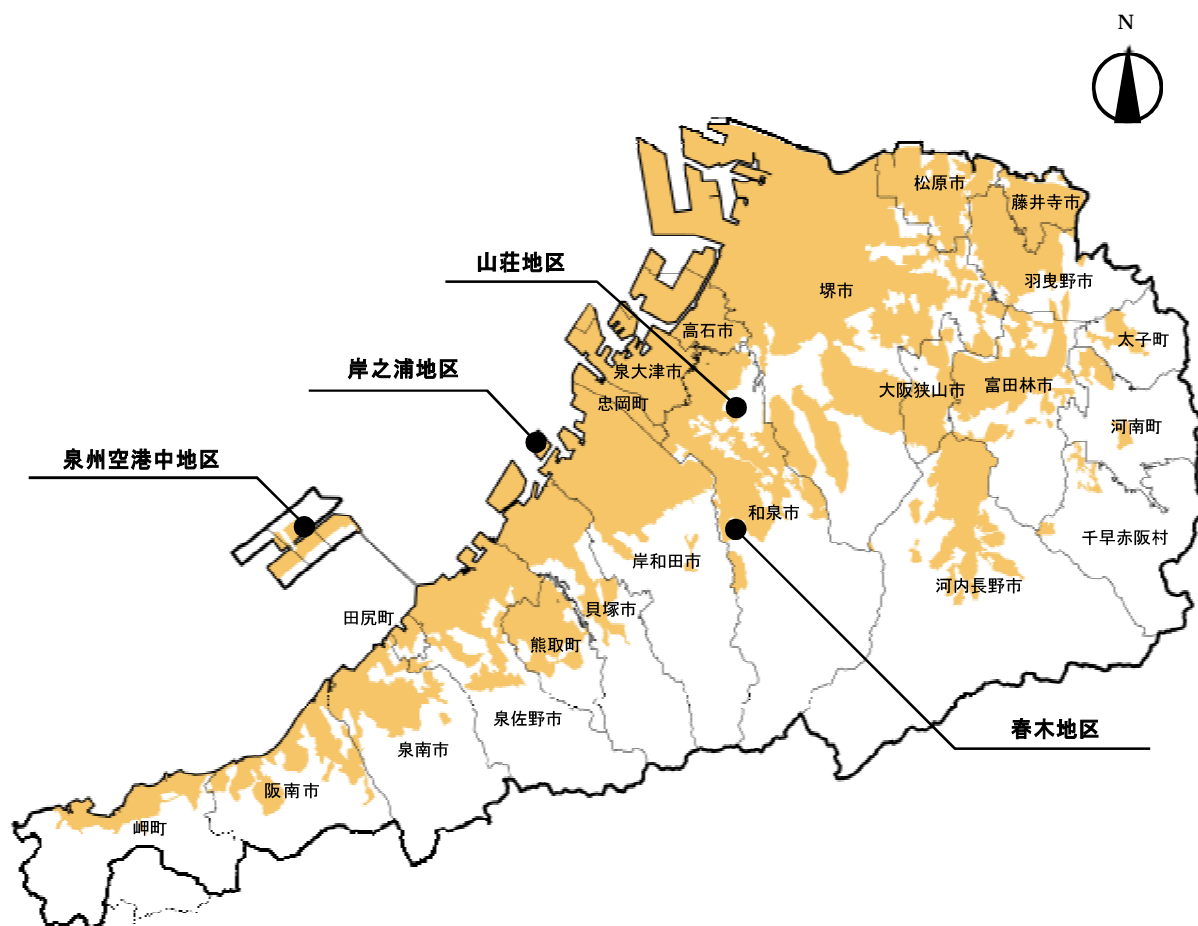 N
松原市
藤井寺市
山荘地区
羽曳野市
堺市
高石市
太子町
岸之浦地区
泉大津市
大阪狭山市
富田林市
忠岡町
河南町
泉州空港中地区
和泉市
千早赤阪村
岸和田市
河内長野市
貝塚市
田尻町
熊取町
泉佐野市
春木地区
泉南市
阪南市
岬町